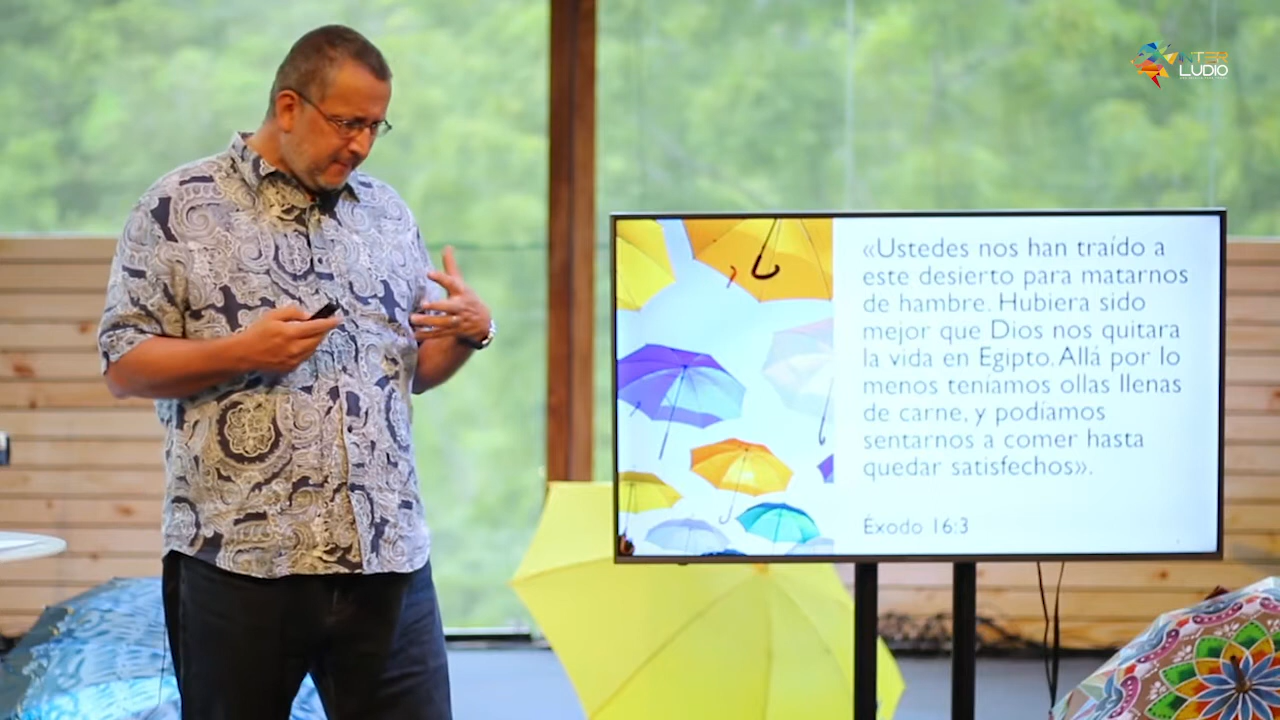 INTER
LUDIO
«Ustedes nos han traído a
este desierto para matarnos
de hambre. Hubiera sido
mejor que Dios nos quitara
la vida en Egipto. Allá por lo
menos teníamos ollas llenas
de carne, y podíamos
sentarnos a comer hasta
quedar satisfechos».
Éxodo 16:3